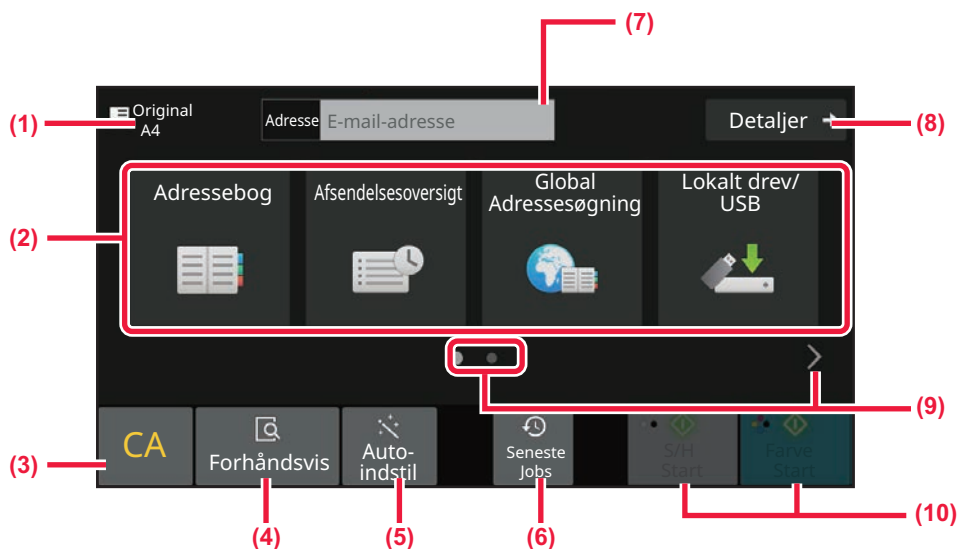 (7)
(1)
Original
A4
Adresse E-mail-adresse
Detaljer
(8)
(2)
Adressebog
Afsendelsesoversigt
Global
Adressesøgning
Lokalt drev/
USB
(9)
(3)
CA
Forhåndsvis
Auto-
indstil
Seneste
Jobs
S/H
Start
Farve
Start
(4)
(5)
(6)
(10)